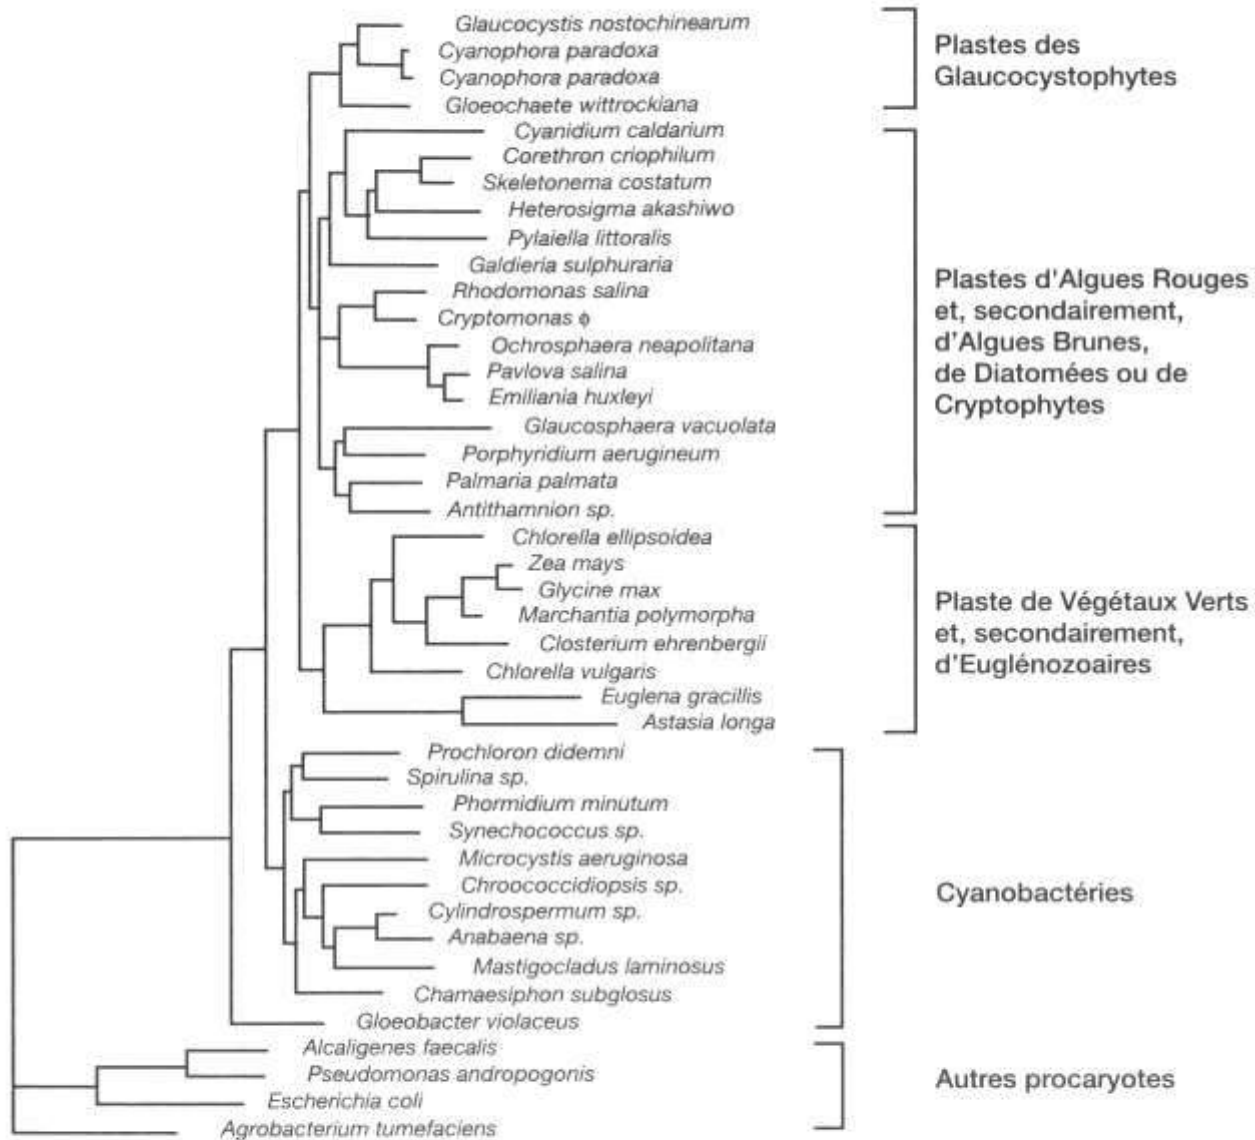 Glaucocystis nostochinearum
Cyanophora paradoxa
Cyanophora paradoxa
Gloeochaete wittrockiana
Plastes des
Glaucocystophytes
Cyanidium caldarium
Corethron criophilum
Skeletonema costatum
Heterosigma akashiwo
Pylaiella littoralis
Galdieria sulphuraria
Rhodomonas salina
Cryptomonas ϕ
Ochrosphaera neapolitana
Pavlova salina
Emiliania huxleyi
Glaucosphaera vacuolata
Porphyridium aerugineum
Palmaria palmata
Antithamnion sp.
Plastes d'Algues Rouges
et, secondairement,
d'Algues Brunes,
de Diatomées ou de
Cryptophytes
Chlorella ellipsoidea
Zea mays
Glycine max
Marchantia polymorpha
Closterium ehrenbergii
Chlorella vulgaris
Euglena gracillis
Astasia longa
Plaste de Végétaux Verts
et, secondairement,
d'Euglénozoaires
Prochloron didemni
Spirulina sp.
Phormidium minutum
Synechococcus sp.
Microcystis aeruginosa
Chroococcidiopsis sp.
Cylindrospermum sp.
Anabaena sp.
Mastigocladus laminosus
Chamaesiphon subglosus
Gloeobacter violaceus
Cyanobactéries
Alcaligenes faecalis
Pseudomonas andropogonis
Escherichia coli
Agrobacterium tumefaciens
Autres procaryotes